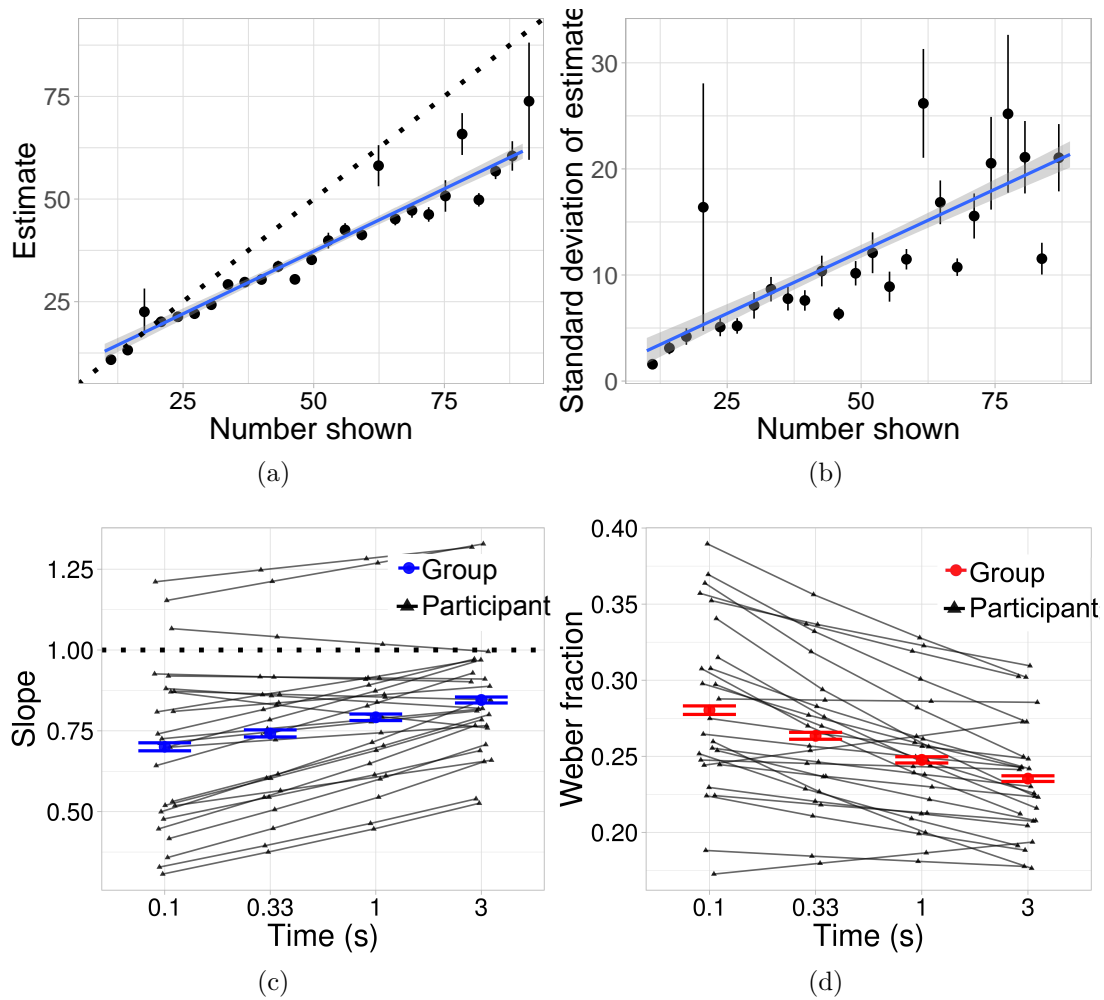 75
50
25
Estimate
25
50
75
Number shown
(a)
30
20
10
0
Standard deviation of estimate
25
50
75
Number shown
(b)
1.25
1.00
0.75
0.50
Slope
Group
Participant
0.1
0.33
1
3
Time (s)
(c)
0.40
0.35
0.30
0.25
0.20
Weber fraction
Group
Participant
0.1
0.33
1
3
Time (s)
(d)